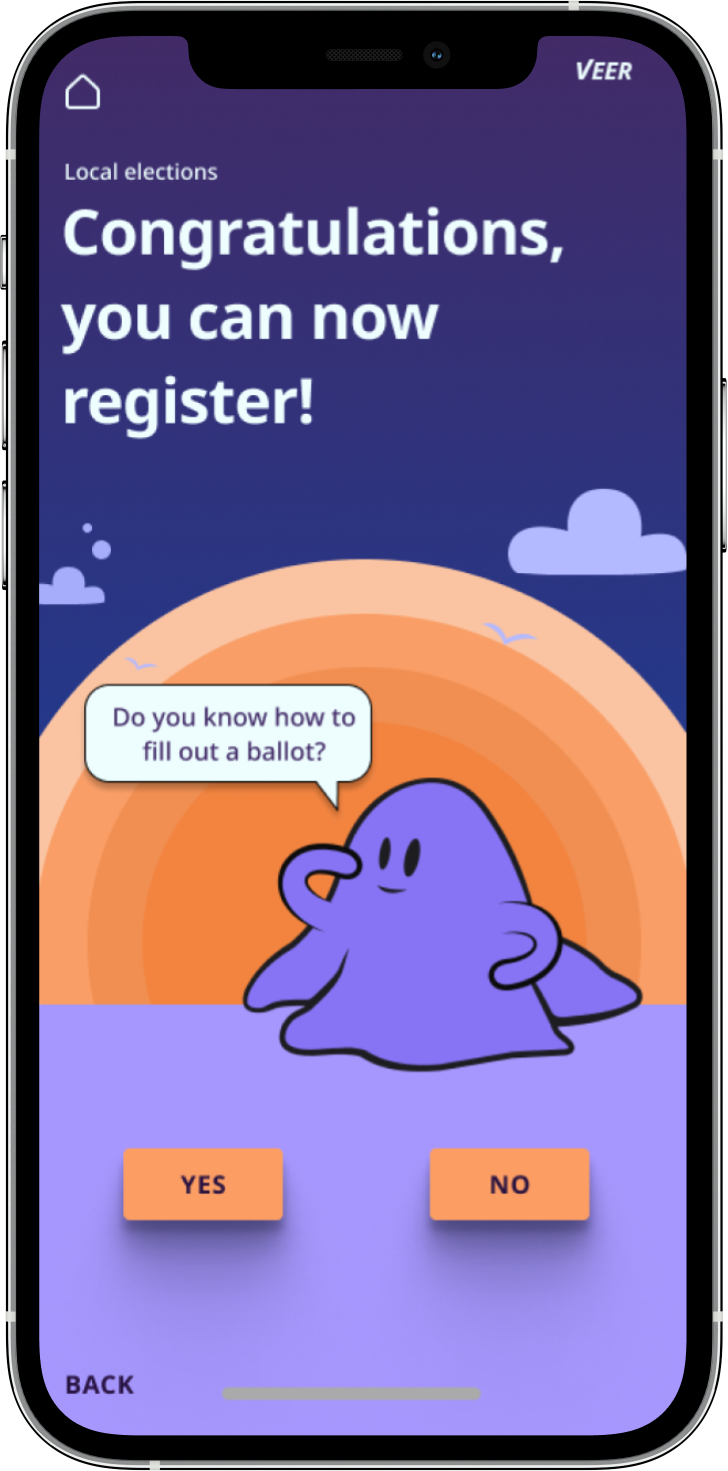 VEER
Local elections
Congratulations,
you can now
register!
Do you know how to
fill out a ballot?
YES
NO
BACK